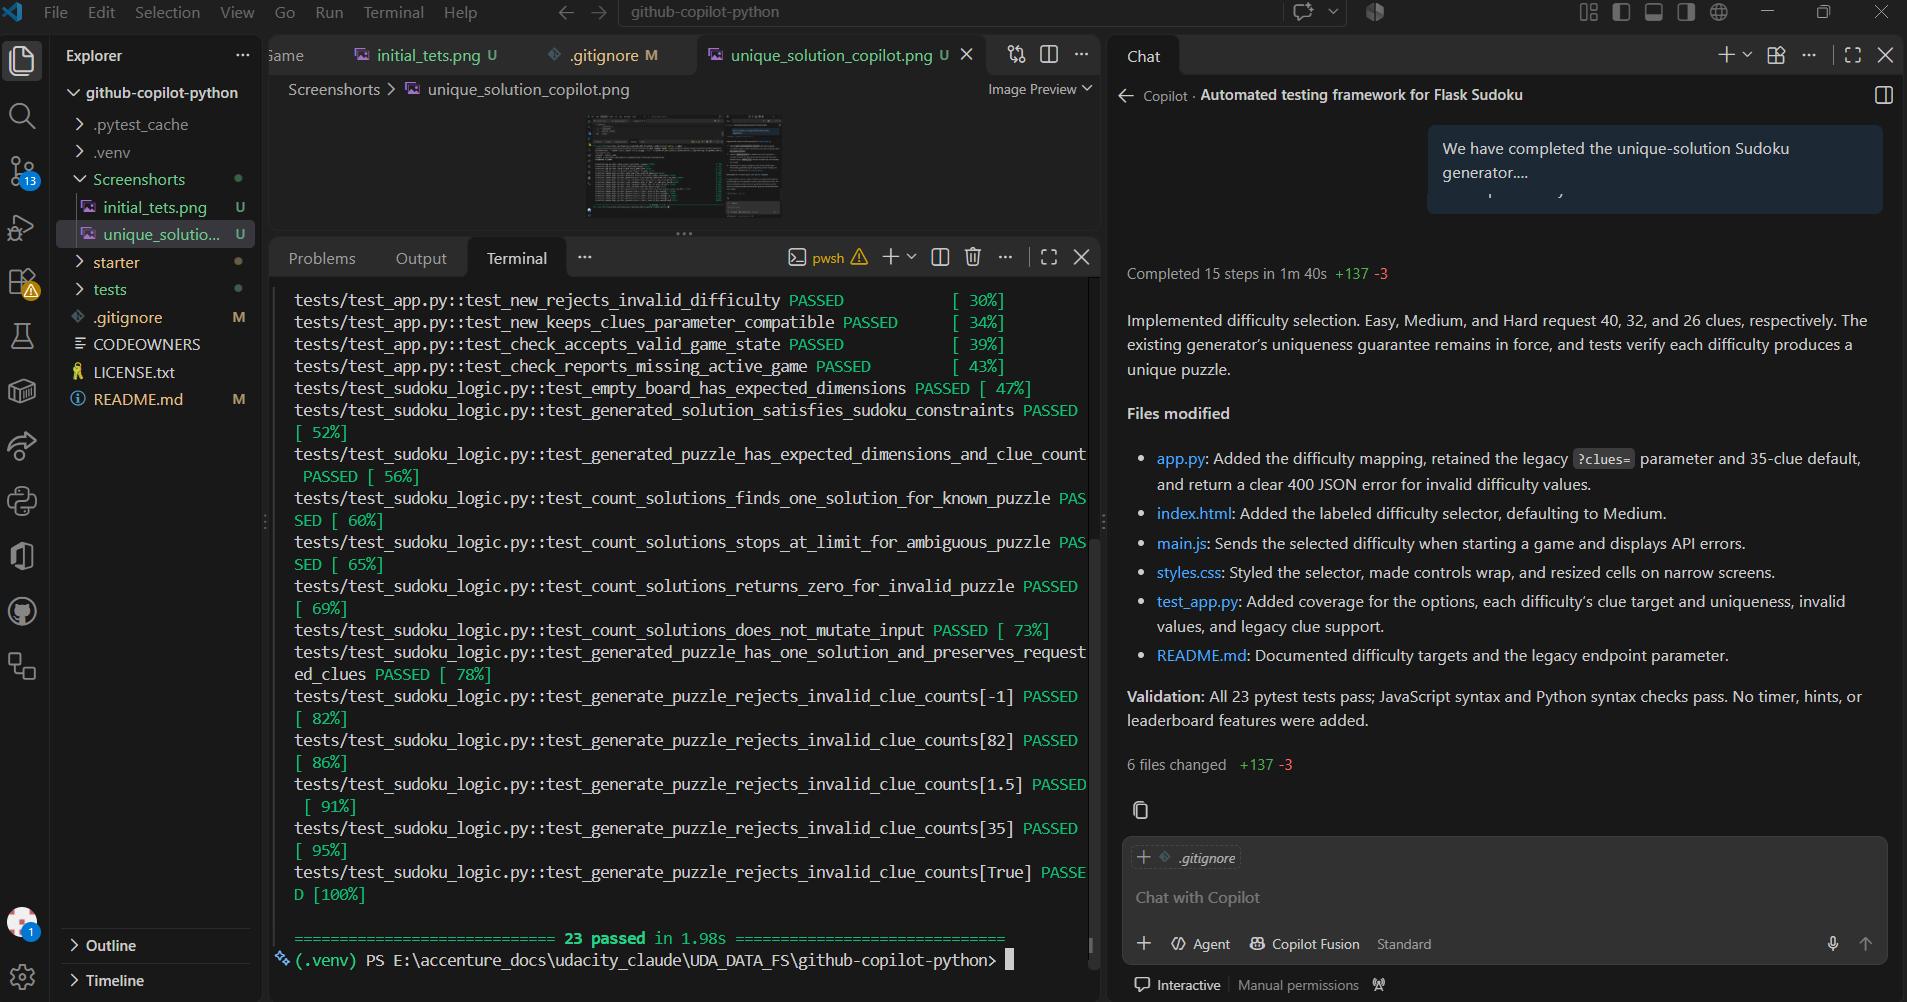 File Edit Selection View Go Run Terminal Help
github-copilot-python
Explorer
github-copilot-python
.pytest_cache
.venv
Screenshorts
initial_tets.png U
unique_solutio... U
starter
tests
.gitignore M
CODEOWNERS
LICENSE.txt
README.md M
Outline
Timeline
13
1
ame
initial_tets.png U
.gitignore M
unique_solution_copilot.png U
Screenshorts > unique_solution_copilot.png
Image Preview
Problems Output Terminal
pwsh
tests/test_app.py::test_new_rejects_invalid_difficulty PASSED [ 30%]
tests/test_app.py::test_new_keeps_clues_parameter_compatible PASSED [ 34%]
tests/test_app.py::test_check_accepts_valid_game_state PASSED [ 39%]
tests/test_app.py::test_check_reports_missing_active_game PASSED [ 43%]
tests/test_sudoku_logic.py::test_empty_board_has_expected_dimensions PASSED [ 47%]
tests/test_sudoku_logic.py::test_generated_solution_satisfies_sudoku_constraints PASSED
[ 52%]
tests/test_sudoku_logic.py::test_generated_puzzle_has_expected_dimensions_and_clue_count
PASSED [ 56%]
tests/test_sudoku_logic.py::test_count_solutions_finds_one_solution_for_known_puzzle PAS
SED [ 60%]
tests/test_sudoku_logic.py::test_count_solutions_stops_at_limit_for_ambiguous_puzzle PAS
SED [ 65%]
tests/test_sudoku_logic.py::test_count_solutions_returns_zero_for_invalid_puzzle PASSED
[ 69%]
tests/test_sudoku_logic.py::test_count_solutions_does_not_mutate_input PASSED [ 73%]
tests/test_sudoku_logic.py::test_generated_puzzle_has_one_solution_and_preserves_request
ed_clues PASSED [ 78%]
tests/test_sudoku_logic.py::test_generate_puzzle_rejects_invalid_clue_counts[-1] PASSED
[ 82%]
tests/test_sudoku_logic.py::test_generate_puzzle_rejects_invalid_clue_counts[82] PASSED
[ 86%]
tests/test_sudoku_logic.py::test_generate_puzzle_rejects_invalid_clue_counts[1.5] PASSED
[ 91%]
tests/test_sudoku_logic.py::test_generate_puzzle_rejects_invalid_clue_counts[35] PASSED
[ 95%]
tests/test_sudoku_logic.py::test_generate_puzzle_rejects_invalid_clue_counts[True] PASSE
D [100%]
============================= 23 passed in 1.98s ==============================
(.venv) PS E:\accenture_docs\udacity_claude\UDA_DATA_FS\github-copilot-python>
Chat
Copilot · Automated testing framework for Flask Sudoku
We have completed the unique-solution Sudoku
generator....
Completed 15 steps in 1m 40s +137 -3
Implemented difficulty selection. Easy, Medium, and Hard request 40, 32, and 26 clues, respectively. The
existing generator's uniqueness guarantee remains in force, and tests verify each difficulty produces a
unique puzzle.
Files modified
• app.py: Added the difficulty mapping, retained the legacy ?clues= parameter and 35-clue default,
and return a clear 400 JSON error for invalid difficulty values.
• index.html: Added the labeled difficulty selector, defaulting to Medium.
• main.js: Sends the selected difficulty when starting a game and displays API errors.
• styles.css: Styled the selector, made controls wrap, and resized cells on narrow screens.
• test_app.py: Added coverage for the options, each difficulty's clue target and uniqueness, invalid
values, and legacy clue support.
• README.md: Documented difficulty targets and the legacy endpoint parameter.
Validation: All 23 pytest tests pass; JavaScript syntax and Python syntax checks pass. No timer, hints, or
leaderboard features were added.
6 files changed +137 -3
.gitignore
Chat with Copilot
Agent Copilot Fusion Standard
Interactive Manual permissions